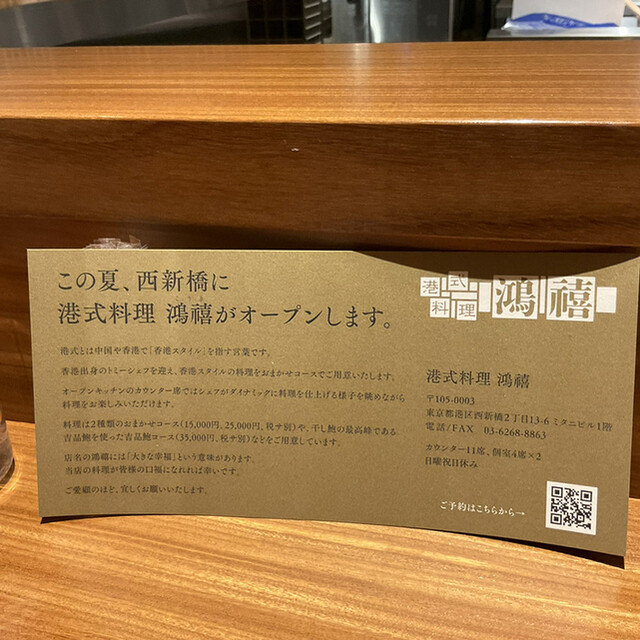 この夏、西新橋に
港式料理 鴻禧がオープンします。
港式とは中国や香港で「香港スタイル」を指す言葉です。
香港出身のトミーシェフを迎え、香港スタイルの料理をおまかせコースでご用意いたします。
オープンキッチンのカウンター席ではシェフがダイナミックに料理を仕上げる様子を眺めながら
料理をお楽しみいただけます。
料理は2種類のおまかせコース(15,000円、25,000円、税サ別)や、干し鮑の最高峰である
吉品鮑を使った吉品鮑コース(35,000円、税サ別)などをご用意しています。
店名の鴻禧には「大きな幸福」という意味があります。
当店の料理が皆様の口福になれれば幸いです。
ご愛顧のほど、宜しくお願いいたします。
港式料理 鴻禧
港式料理 鴻禧
〒105-0003
東京都港区西新橋2丁目13-6 ミタニビル1階
電話/FAX 03-6268-8863
カウンター11席、個室4席×2
日曜祝日休み
ご予約はこちらから→